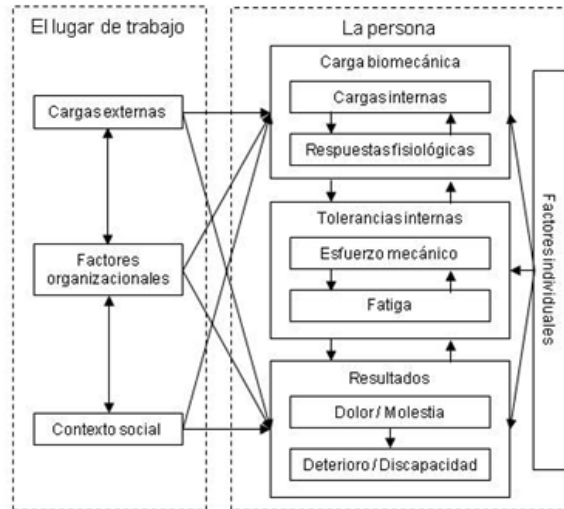 El lugar de trabajo
La persona
Cargas externas
Factores
organizacionales
Contexto social
Carga biomecánica
Cargas internas
Respuestas fisiológicas
Tolerancias internas
Esfuerzo mecánico
Fatiga
Resultados
Dolor / Molestia
Deterioro / Discapacidad
Factores individuales